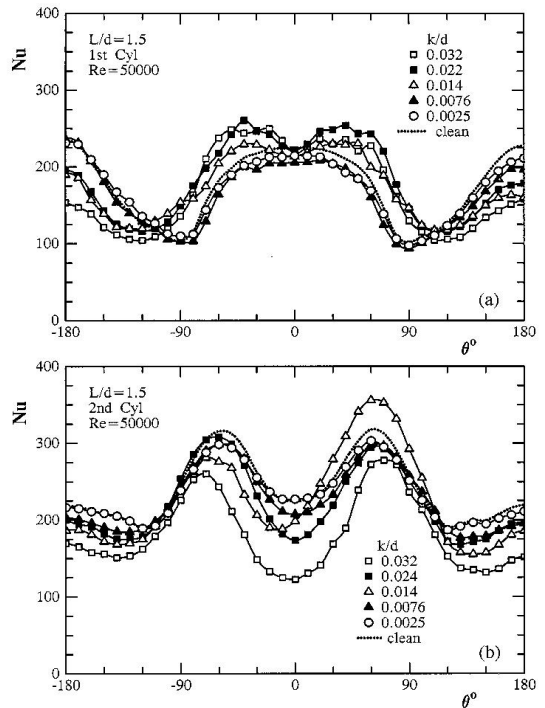 400
L/d=1.5
1st Cyl
Re=50000
k/d
0.032
0.022
0.014
0.0076
0.0025
clean
Nu
300
200
100
0
(a)
-180
-90
0
90
180
θ°
400
L/d=1.5
2nd Cyl
Re=50000
Nu
300
200
100
0
k/d
0.032
0.024
0.014
0.0076
0.0025
clean
(b)
-180
-90
0
90
180
θ°